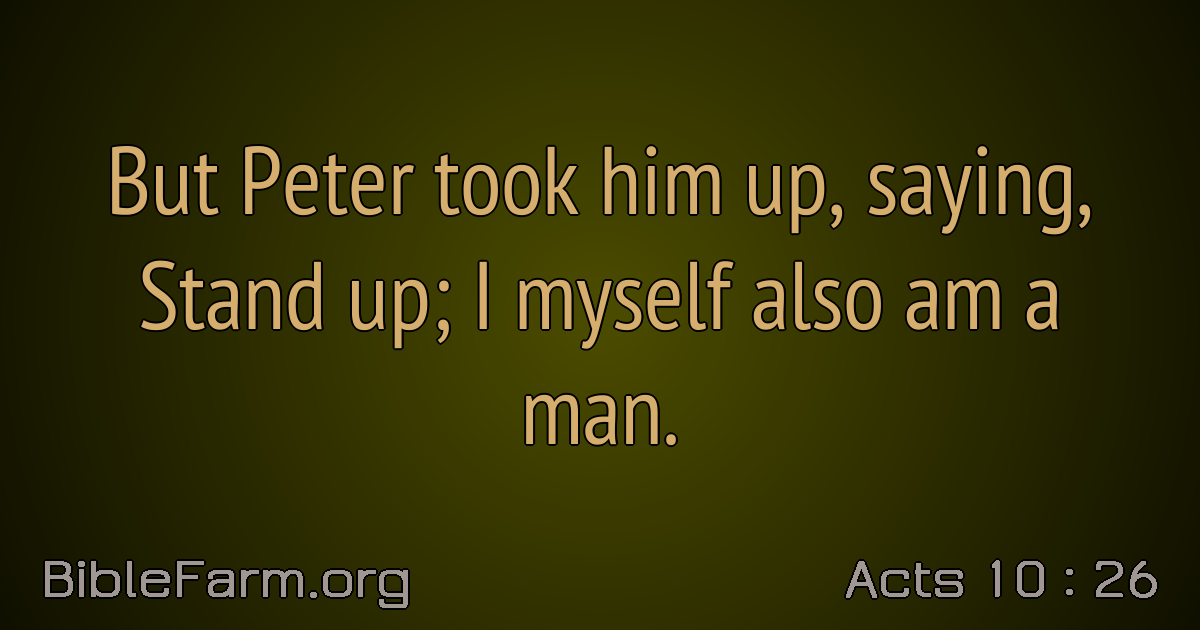 But Peter took him up, saying,
Stand up; I myself also am a
man.
BibleFarm.org
Acts 10 : 26